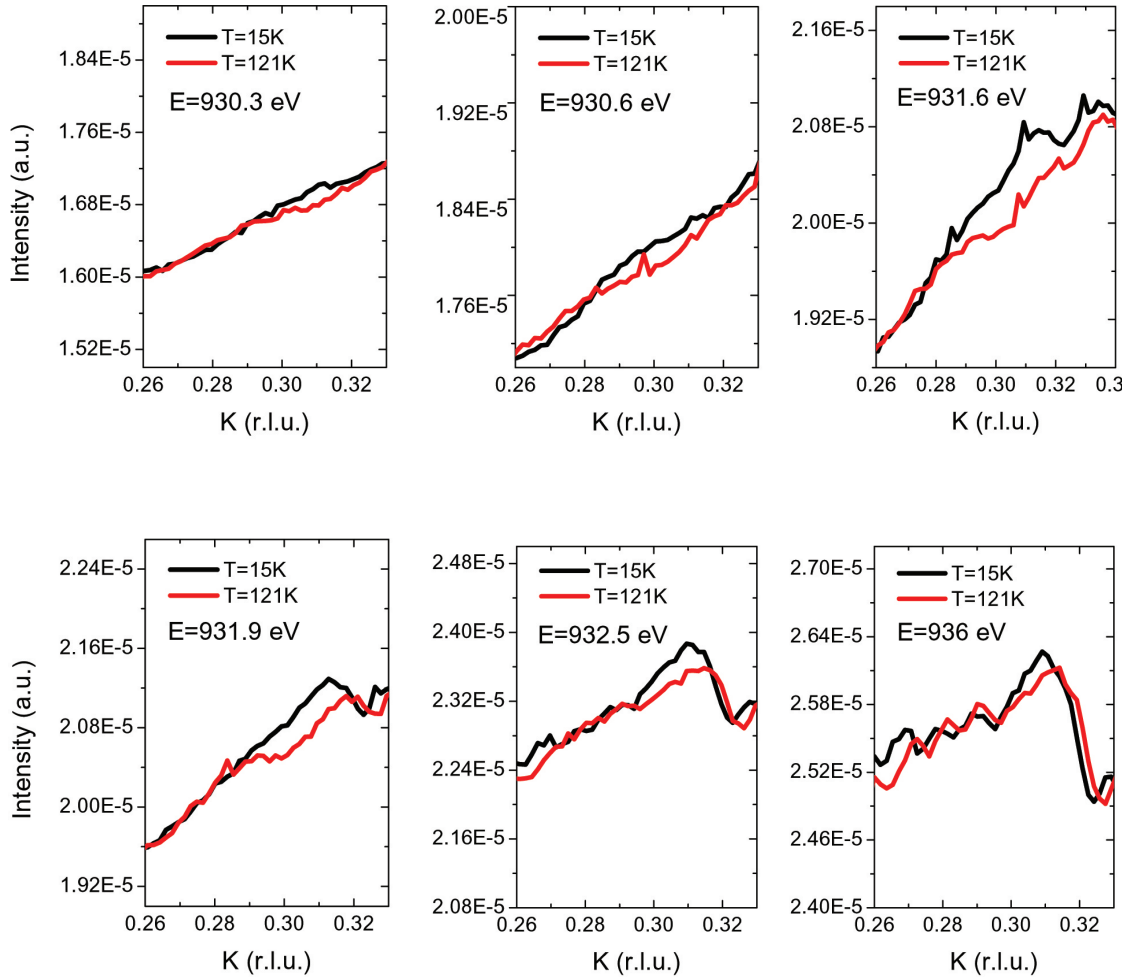 Intensity (a.u.)
1.84E-5
1.76E-5
1.68E-5
1.60E-5
1.52E-5
T=15K
T=121K
E=930.3 eV
0.26
0.28
0.30
0.32
K (r.l.u.)
2.00E-5
1.92E-5
1.84E-5
1.76E-5
T=15K
T=121K
E=930.6 eV
0.26
0.28
0.30
0.32
K (r.l.u.)
2.16E-5
2.08E-5
2.00E-5
1.92E-5
T=15K
T=121K
E=931.6 eV
0.26
0.28
0.30
0.32
0.3
K (r.l.u.)
Intensity (a.u.)
2.24E-5
2.16E-5
2.08E-5
2.00E-5
1.92E-5
T=15K
T=121K
E=931.9 eV
0.26
0.28
0.30
0.32
K (r.l.u.)
2.48E-5
2.40E-5
2.32E-5
2.24E-5
2.16E-5
2.08E-5
T=15K
T=121K
E=932.5 eV
0.26
0.28
0.30
0.32
K (r.l.u.)
2.70E-5
2.64E-5
2.58E-5
2.52E-5
2.46E-5
2.40E-5
T=15K
T=121K
E=936 eV
0.26
0.28
0.30
0.32
K (r.l.u.)